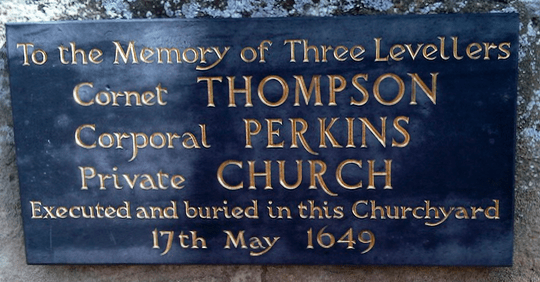 To the Memory of Three Levellers
Cornet THOMPSON
Corporal PERKINS
Private CHURCH
Executed and buried in this Churchyard
17th May 1649